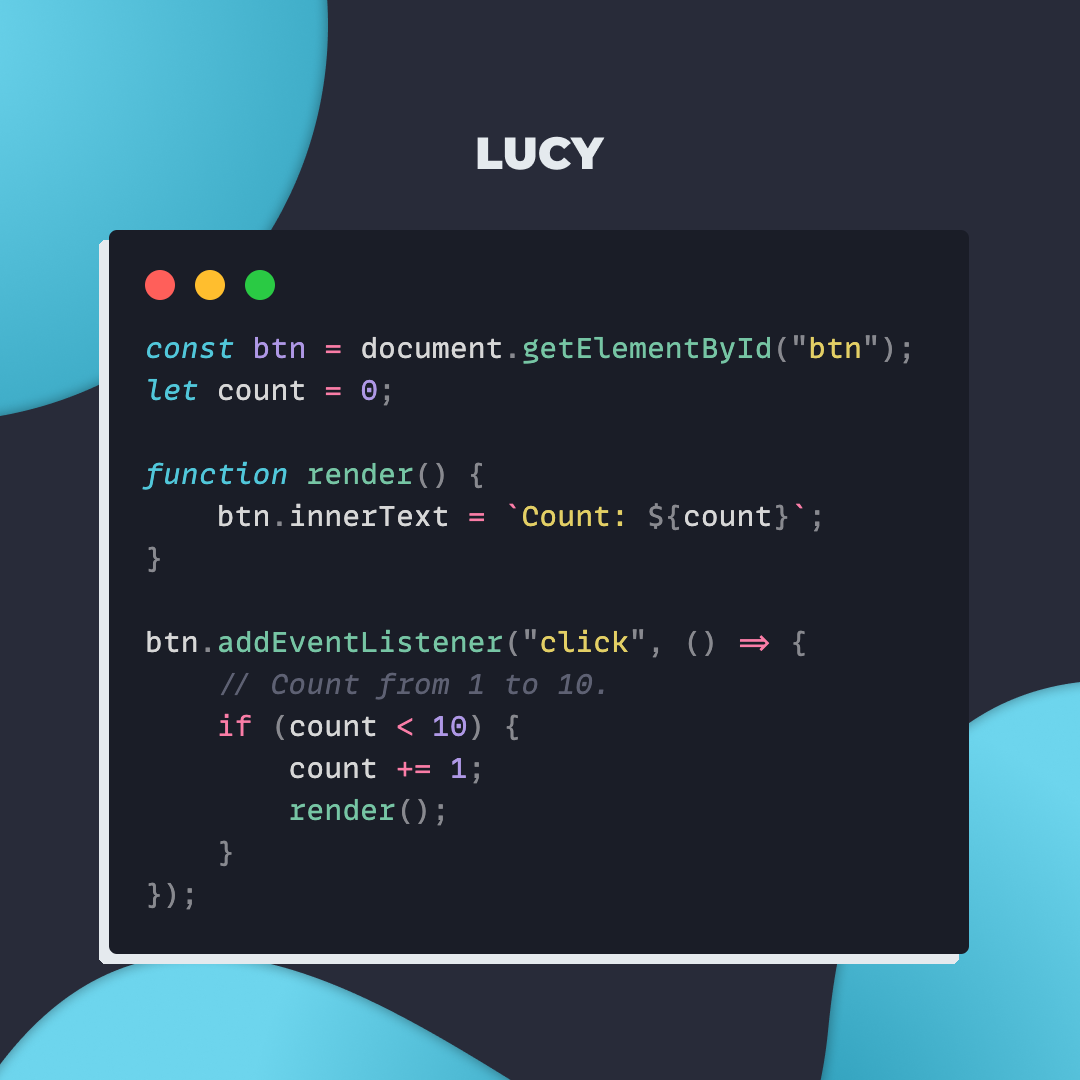 LUCY
const btn = document.getElementById("btn");
let count = 0;

function render() {
    btn.innerText = `Count: ${count}`;
}

btn.addEventListener("click", () => {
    // Count from 1 to 10.
    if (count < 10) {
        count += 1;
        render();
    }
});